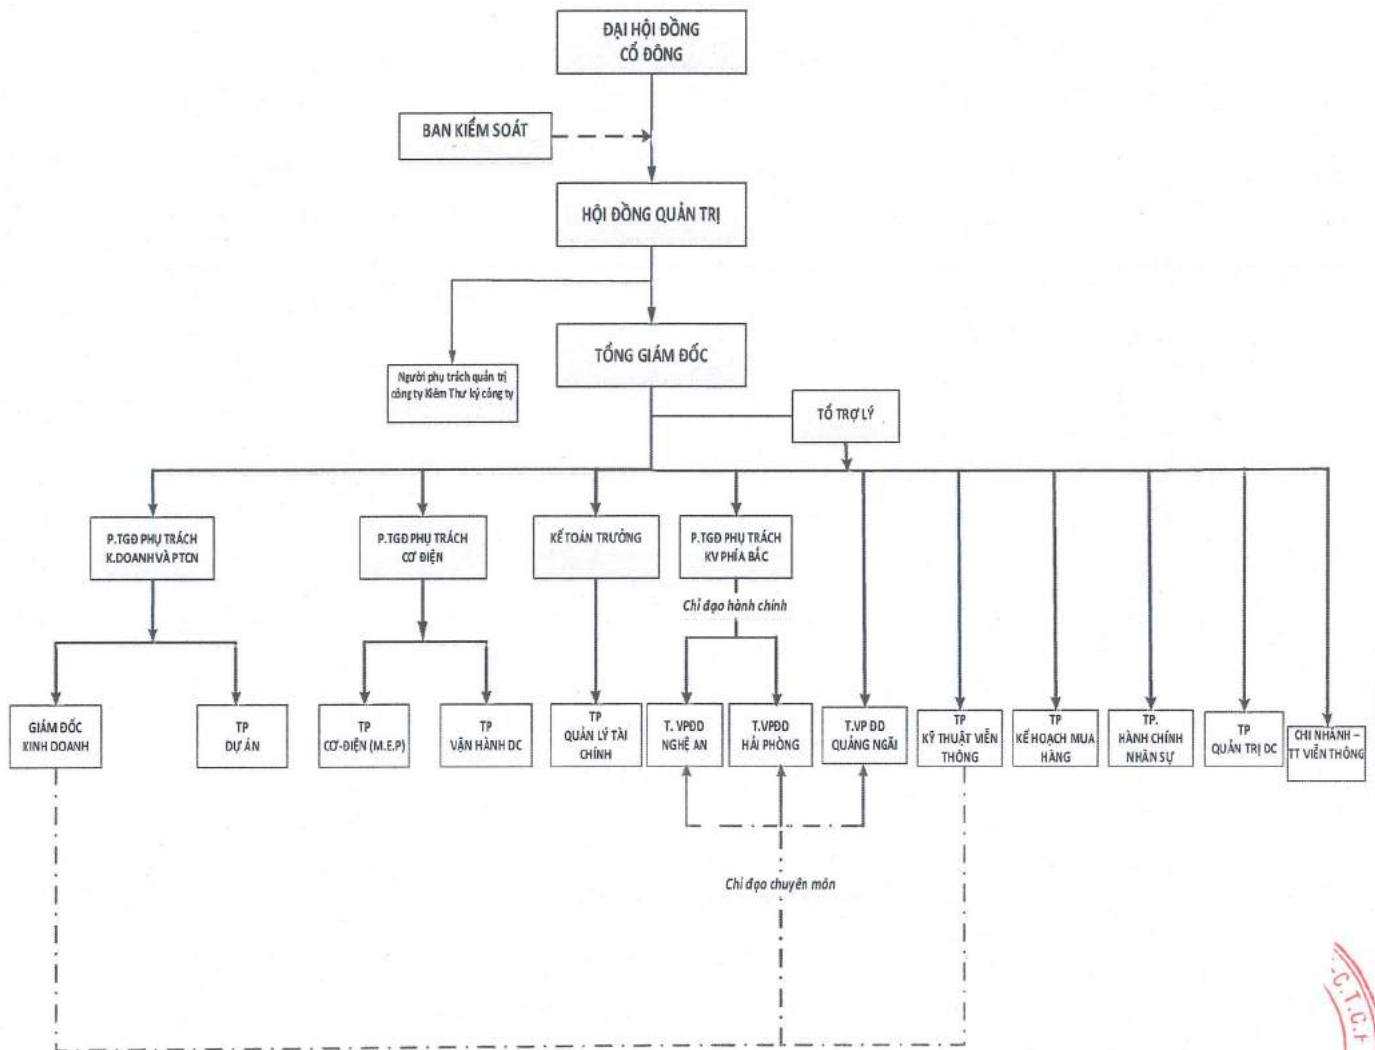 ĐẠI HỘI ĐỒNG
CỔ ĐÔNG
BAN KIỂM SOÁT
HỘI ĐỒNG QUẢN TRỊ
TỔNG GIÁM ĐỐC
Người phụ trách quản trị
công ty Kiêm Thư ký công ty
TỔ TRỢ LÝ
P.TGĐ PHỤ TRÁCH
K.DOANH VÀ PTCN
P.TGĐ PHỤ TRÁCH
CƠ ĐIỆN
KẾ TOÁN TRƯỞNG
P.TGĐ PHỤ TRÁCH
KV PHÍA BẮC
Chỉ đạo hành chính
GIÁM ĐỐC
KINH DOANH
TP
DỰ ÁN
TP
CƠ-ĐIỆN (M.E.P)
TP
VẬN HÀNH DC
TP
QUẢN LÝ TÀI
CHÍNH
T. VPĐD
NGHỆ AN
T.VPĐD
HẢI PHÒNG
T.VP ĐD
QUẢNG NGÃI
TP
KỸ THUẬT VIỄN
THÔNG
TP
KẾ HOẠCH MUA
HÀNG
TP.
HÀNH CHÍNH
NHÂN SỰ
TP
QUẢN TRỊ DC
CHI NHÁNH –
TT VIỄN THÔNG
Chỉ đạo chuyên môn
C.T.C.P